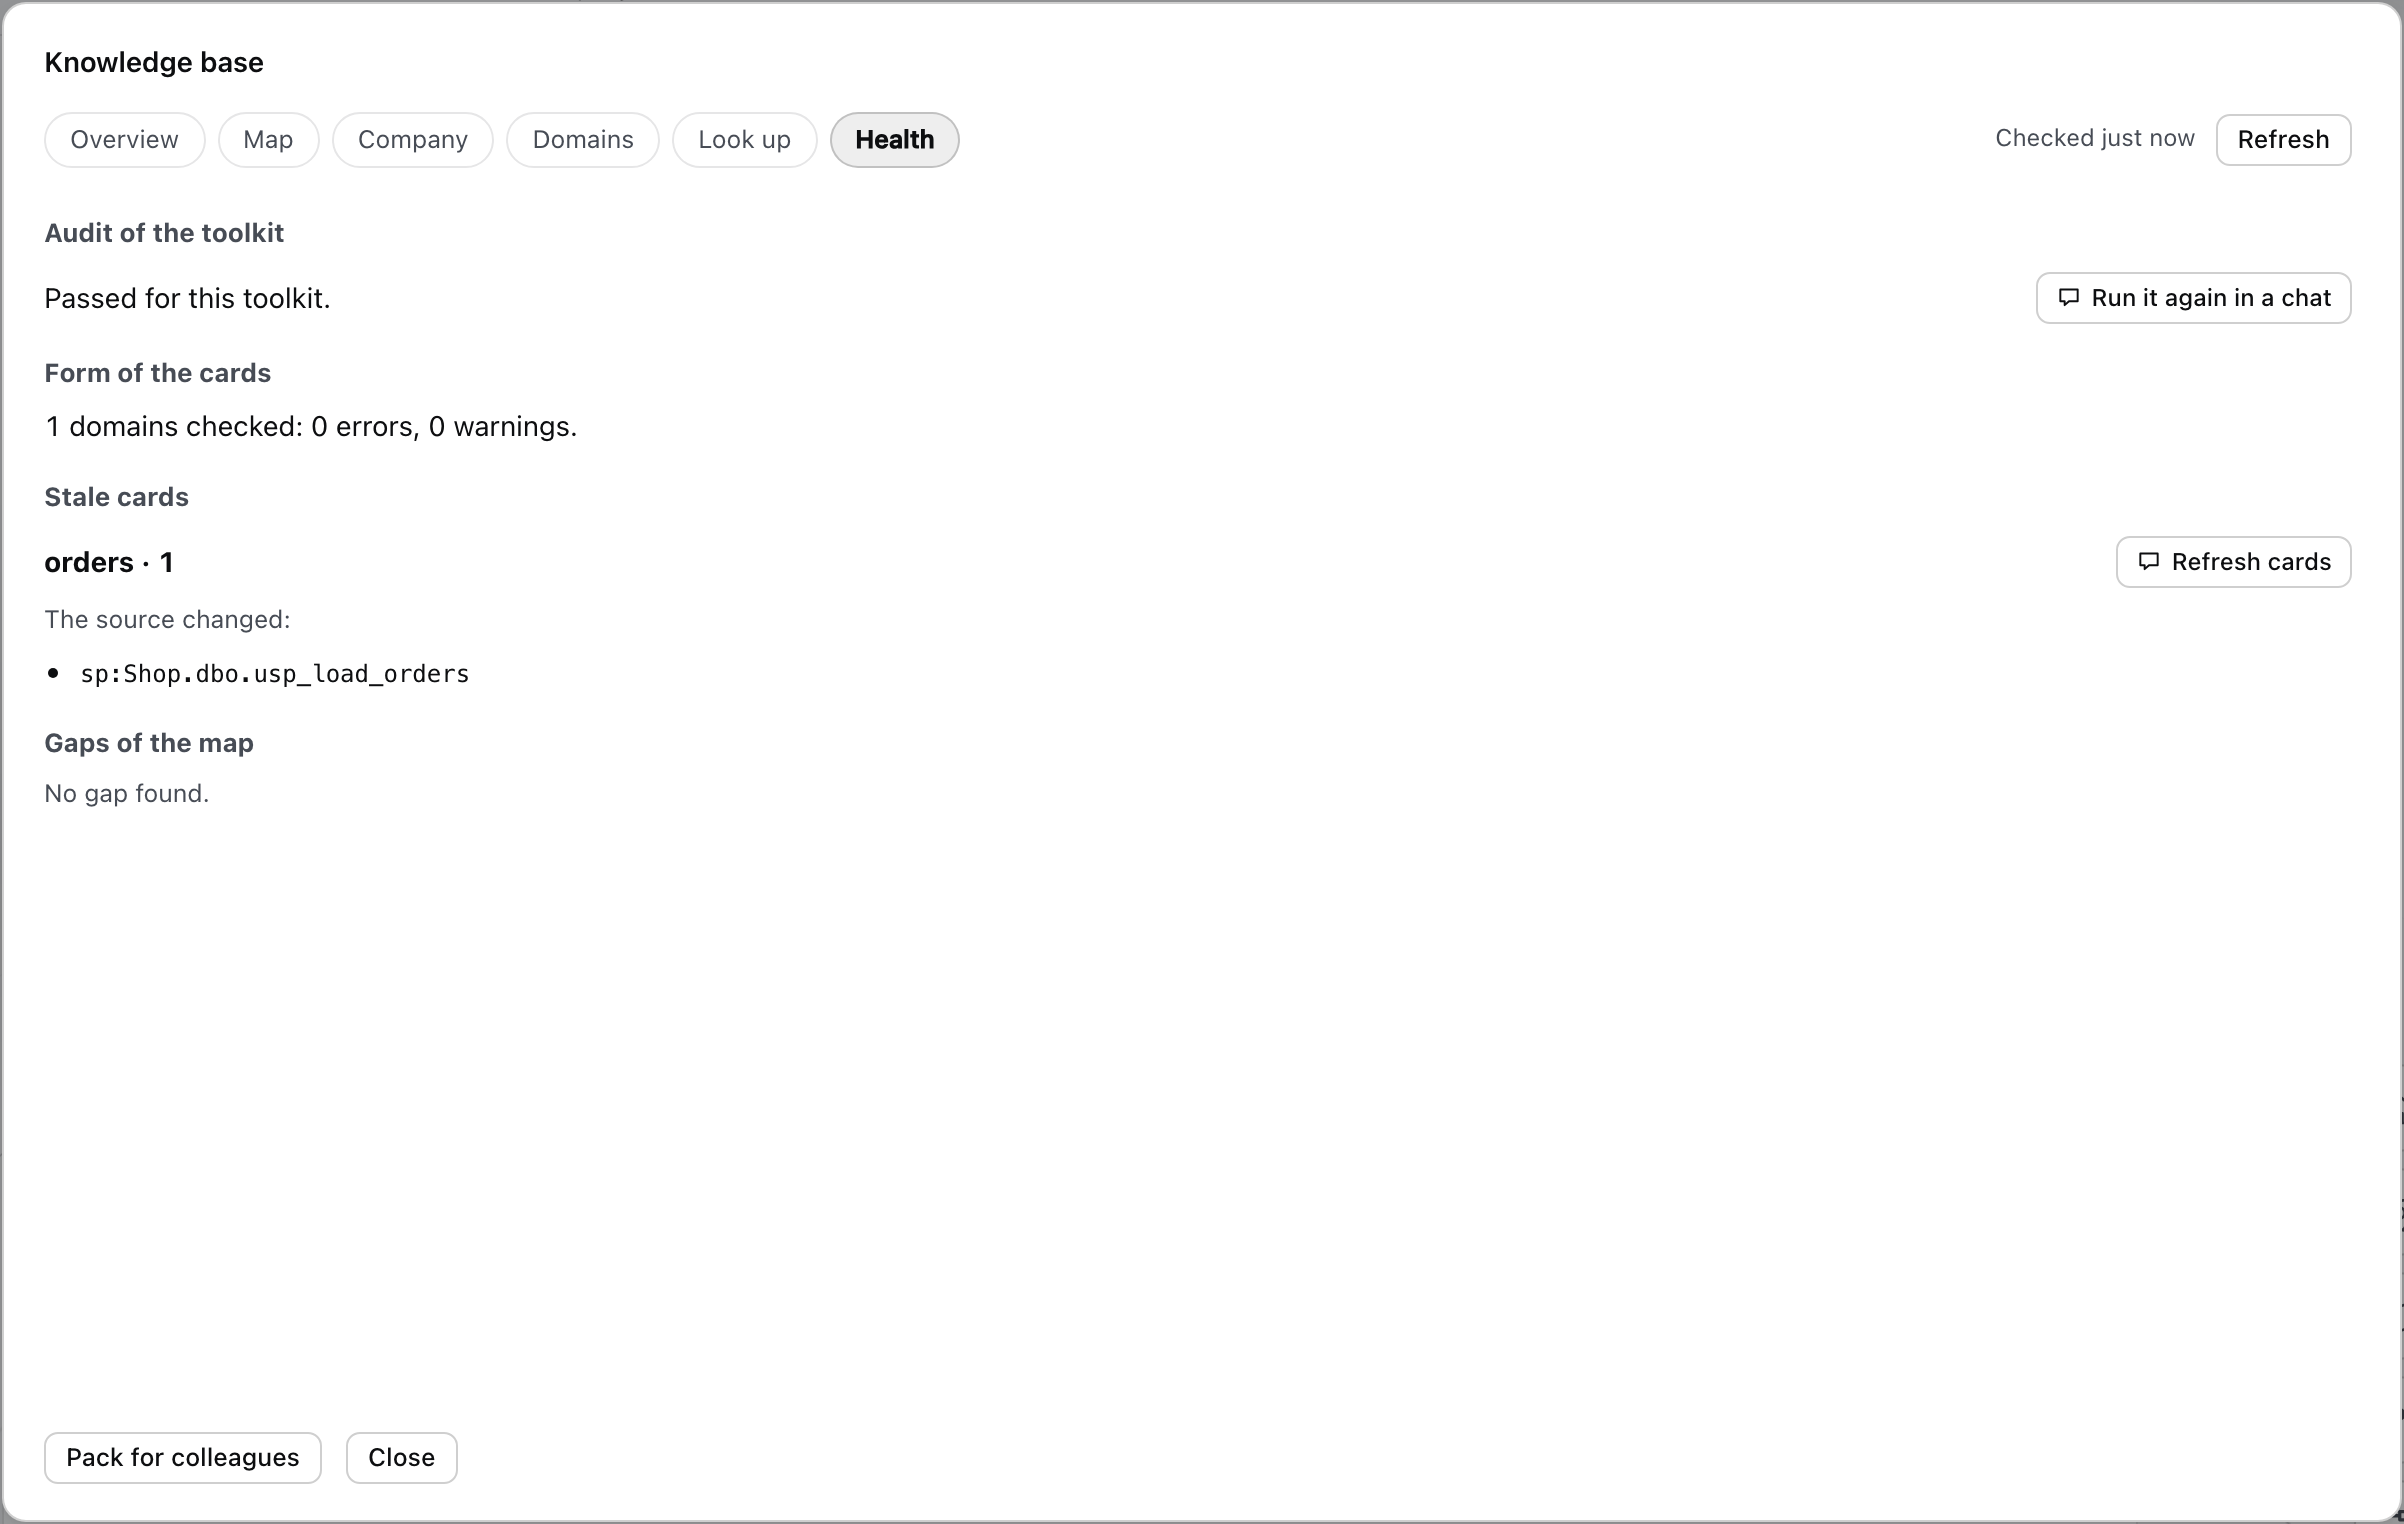 Knowledge base
Overview Map Company Domains Look up Health Checked just now Refresh
Audit of the toolkit
Passed for this toolkit. Run it again in a chat
Form of the cards
1 domains checked: 0 errors, 0 warnings.
Stale cards
orders · 1 Refresh cards
The source changed:
• sp:Shop.dbo.usp_load_orders
Gaps of the map
No gap found.
Pack for colleagues Close